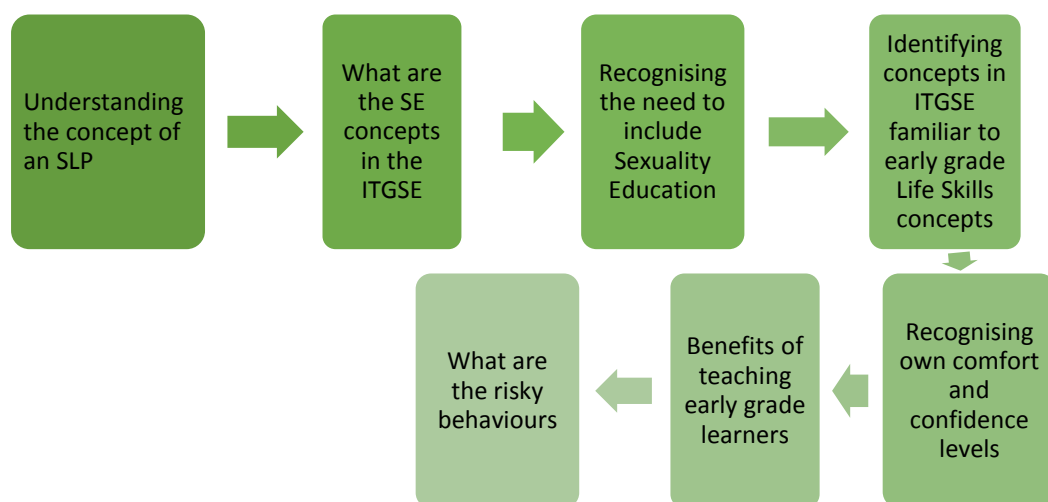 Understanding
the concept of
an SLP
What are
the SE
concepts
in the
ITGSE
Recognising
the need to
include
Sexuality
Education
Identifying
concepts in
ITGSE
familiar to
early grade
Life Skills
concepts
Recognising
own comfort
and
confidence
levels
Benefits of
teaching
early grade
learners
What are
the risky
behaviours